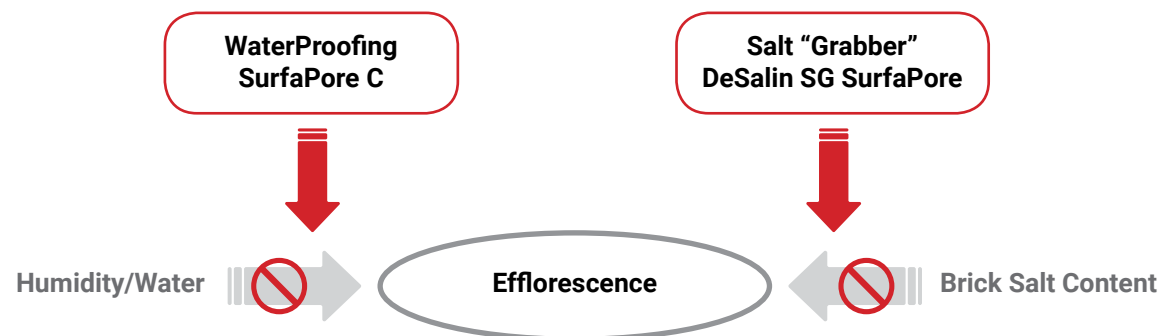 WaterProofing
SurfaPore C
Salt “Grabber”
DeSalin SG SurfaPore
Humidity/Water
Efflorescence
Brick Salt Content